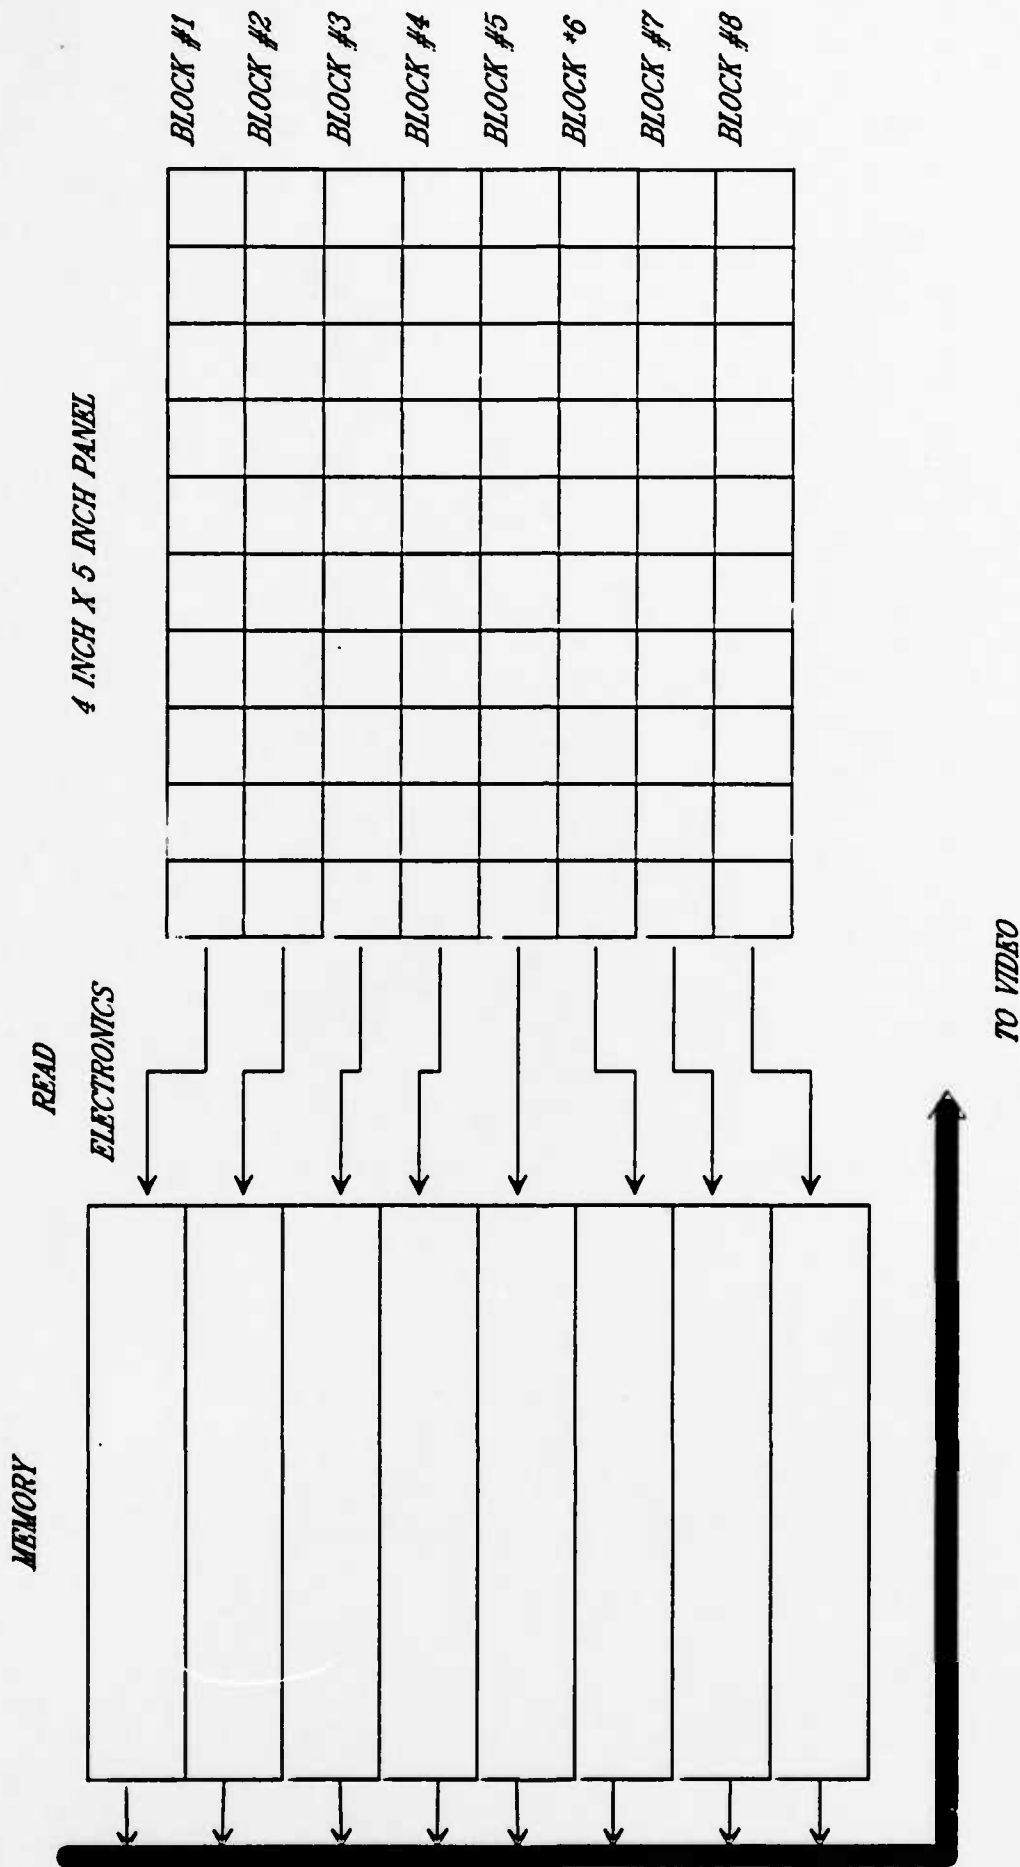 MEMORY
READ
ELECTRONICS
4 INCH X 5 INCH PANEL
BLOCK #1
BLOCK #2
BLOCK #3
BLOCK #4
BLOCK #5
BLOCK *6
BLOCK #7
BLOCK #8
TO VIDEO